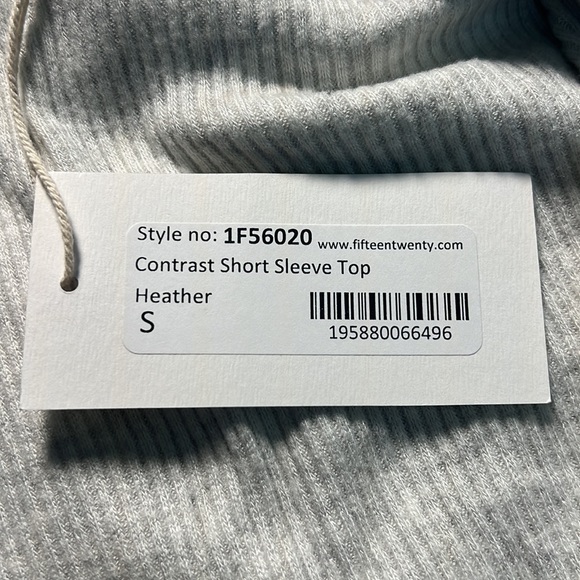 Style no: 1F56020 www.fifteentwenty.com
Contrast Short Sleeve Top
Heather
S
195880066496